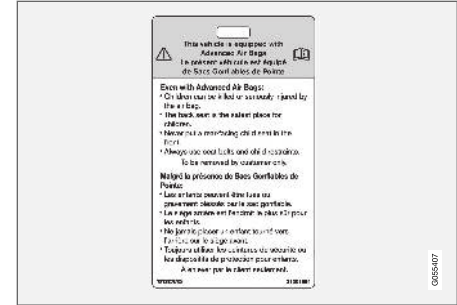 This vehicle is equipped with
Advanced Air Bags
Le présent véhicule est équipé
de Sacs Gonflables de Pointe
Even with Advanced Air Bags:
• Children can be killed or seriously injured by
the air bag.
• The back seat is the safest place for
children.
• Never put a rear-facing child seat in the
front.
• Always use seat belts and child restraints.
To be removed by customer only.
Malgré la présence de Sacs Gonflables de
Pointe:
• Les enfants peuvent être tués ou
gravement blessés par le sac gonflable.
• Le siège arrière est l'endroit le plus sûr pour
les enfants.
• Ne jamais placer un enfant tourné vers
l'arrière sur le siège avant.
• Toujours utiliser les ceintures de sécurité ou
les dispositifs de protection pour enfants.
A enlever par le client seulement.
G055407